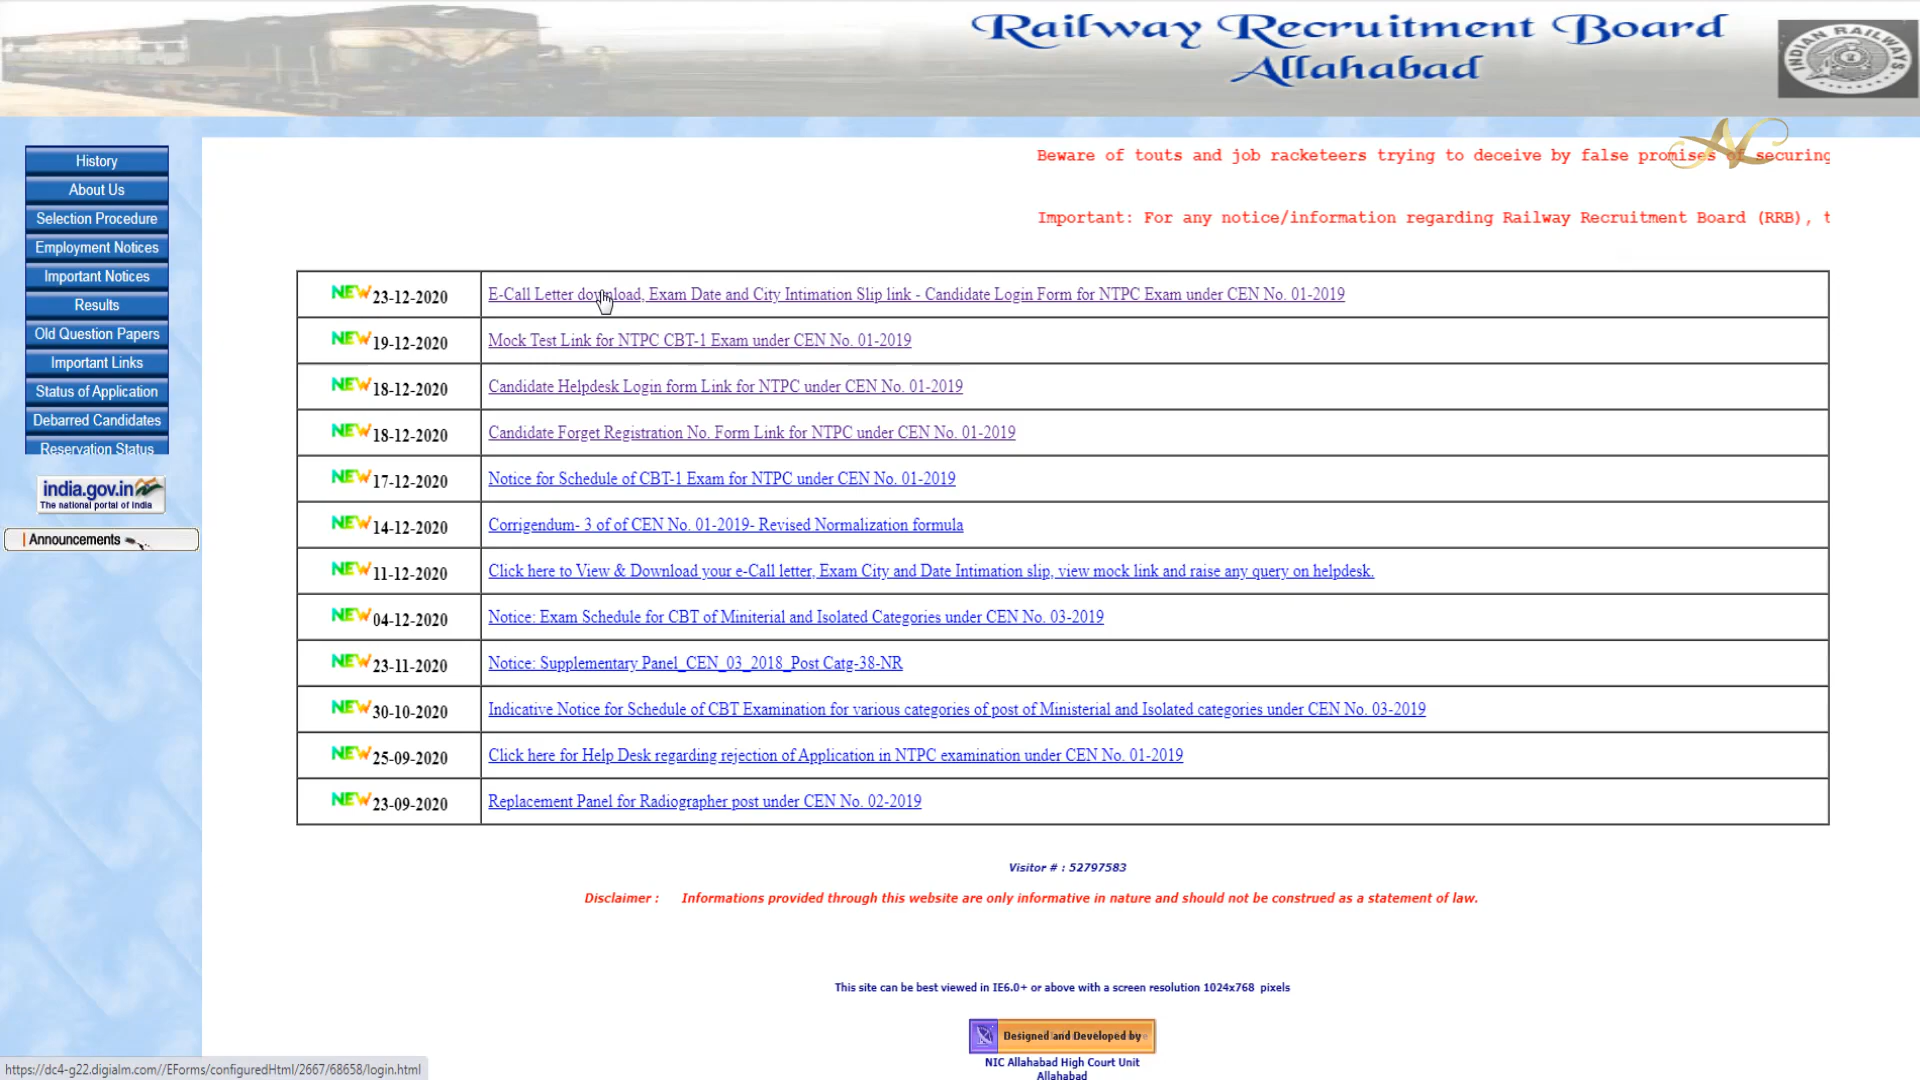 Railway Recruitment Board
Allahabad
INDIAN RAILWAYS
Beware of touts and job racketeers trying to deceive by false promises of securing
Important: For any notice/information regarding Railway Recruitment Board (RRB), t
History
About Us
Selection Procedure
Employment Notices
Important Notices
Results
Old Question Papers
Important Links
Status of Application
Debarred Candidates
Reservation Status
india.gov.in
The national portal of India
Announcements
NEW 23-12-2020 E-Call Letter download, Exam Date and City Intimation Slip link - Candidate Login Form for NTPC Exam under CEN No. 01-2019
NEW 19-12-2020 Mock Test Link for NTPC CBT-1 Exam under CEN No. 01-2019
NEW 18-12-2020 Candidate Helpdesk Login form Link for NTPC under CEN No. 01-2019
NEW 18-12-2020 Candidate Forget Registration No. Form Link for NTPC under CEN No. 01-2019
NEW 17-12-2020 Notice for Schedule of CBT-1 Exam for NTPC under CEN No. 01-2019
NEW 14-12-2020 Corrigendum- 3 of of CEN No. 01-2019- Revised Normalization formula
NEW 11-12-2020 Click here to View & Download your e-Call letter, Exam City and Date Intimation slip, view mock link and raise any query on helpdesk.
NEW 04-12-2020 Notice: Exam Schedule for CBT of Miniterial and Isolated Categories under CEN No. 03-2019
NEW 23-11-2020 Notice: Supplementary Panel_CEN_03_2018_Post Catg-38-NR
NEW 30-10-2020 Indicative Notice for Schedule of CBT Examination for various categories of post of Ministerial and Isolated categories under CEN No. 03-2019
NEW 25-09-2020 Click here for Help Desk regarding rejection of Application in NTPC examination under CEN No. 01-2019
NEW 23-09-2020 Replacement Panel for Radiographer post under CEN No. 02-2019
Visitor # : 52797583
Disclaimer : Informations provided through this website are only informative in nature and should not be construed as a statement of law.
This site can be best viewed in IE6.0+ or above with a screen resolution 1024x768 pixels
Designed and Developed by
NIC Allahabad High Court Unit
Allahabad
https://dc4-g22.digialm.com//EForms/configuredHtml/2667/68658/login.html